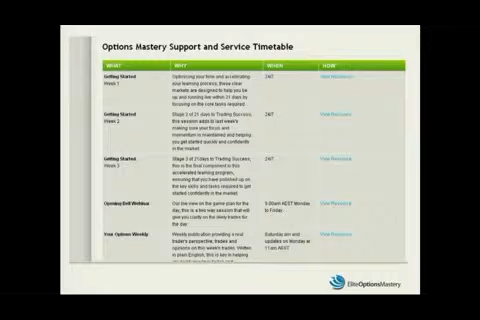 Options Mastery Support and Service Timetable
WHAT WHY WHEN HOW
Getting Started
Week 1
Optimising your time and accelerating
your learning process, these clear
markers are designed to help you be
up and running live within 21 days by
focusing on the core tasks required.
24/7
View Resource
Getting Started
Week 2
Stage 2 of 21 days to Trading Success,
this session adds to last week's
making sure your focus and
momentum is maintained and helping
you get started quickly and confidently
in the market.
24/7
View Resource
Getting Started
Week 3
Stage 3 of 21days to Trading Success,
this is the final component in this
accelerated learning program,
ensuring that you have polished up on
the key skills and tasks required to get
started confidently in the market.
24/7
View Resource
Opening Bell Webinar
Out the view on the game plan for the
day, this is a key way session that will
give you clarity on the likely trades for
the day.
9.00am AEST Monday
to Friday
View Resource
Your Options Weekly
Weekly publication providing a real
trader's perspective, trades and
opinions on this week's trades. Written
in plain English, this is key in helping
Saturday am and
updates on Monday at
11am AEST
View Resource
EliteOptionsMastery